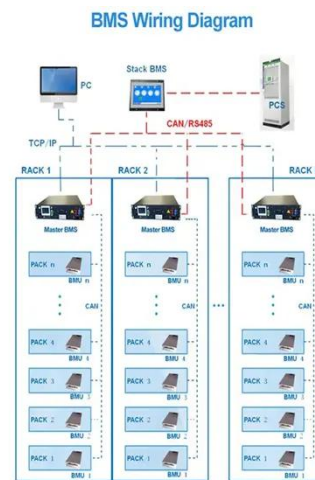 BMS Wiring Diagram
Stack BMS
PC
PCS
CAN/RS485
TCP/IP
RACK 1
RACK 2
RACK
Master BMS
Master BMS
Master BMS
PACK n
BMU n
PACK n
BMU n
PACK n
BMU n
CAN
CAN
CAN
PACK 4
BMU 4
PACK 4
BMU 4
PACK 4
BMU 4
PACK 3
BMU 3
PACK 3
BMU 3
PACK 3
BMU 3
PACK 2
BMU 2
PACK 2
BMU 2
PACK 2
BMU 2
PACK 1
BMU 1
PACK 1
BMU 1
PACK 1
BMU 1